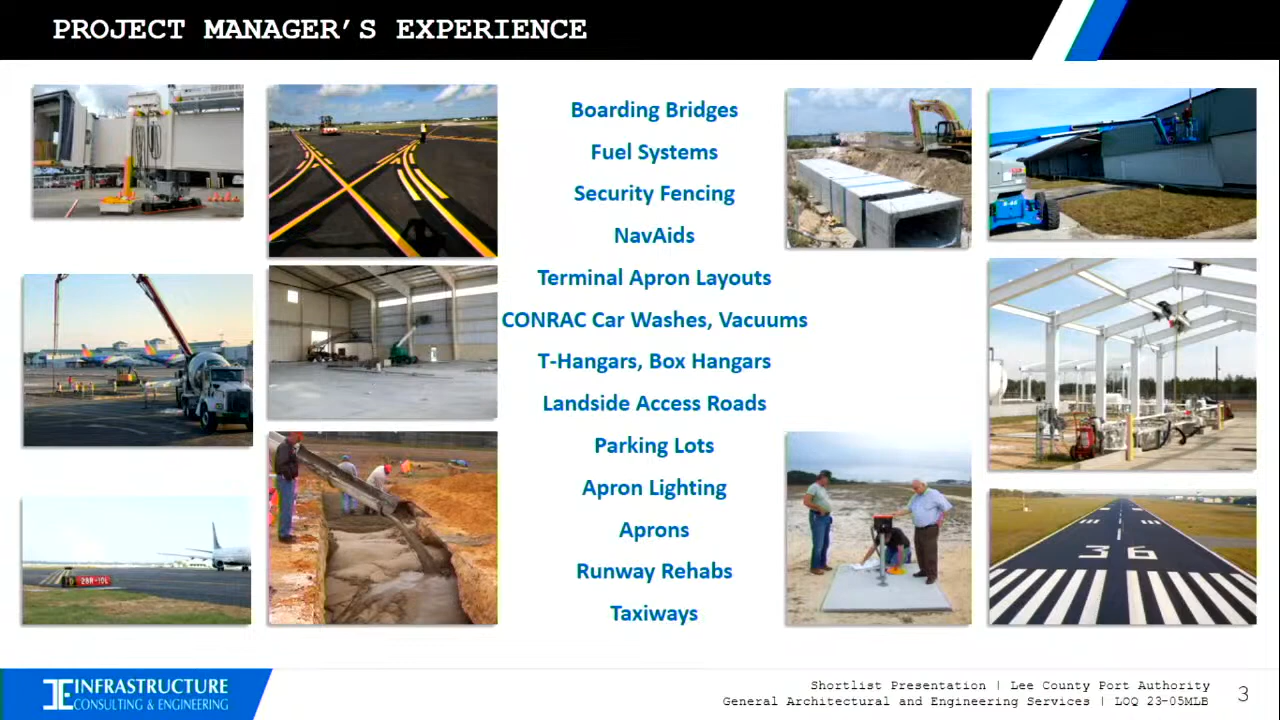 PROJECT MANAGER’S EXPERIENCE
Boarding Bridges
Fuel Systems
Security Fencing
NavAids
Terminal Apron Layouts
CONRAC Car Washes, Vacuums
T-Hangars, Box Hangars
Landside Access Roads
Parking Lots
Apron Lighting
Aprons
Runway Rehabs
Taxiways
28R-10L
36
INFRASTRUCTURE
CONSULTING & ENGINEERING
Shortlist Presentation | Lee County Port Authority
General Architectural and Engineering Services | LOQ 23-05MLB
3